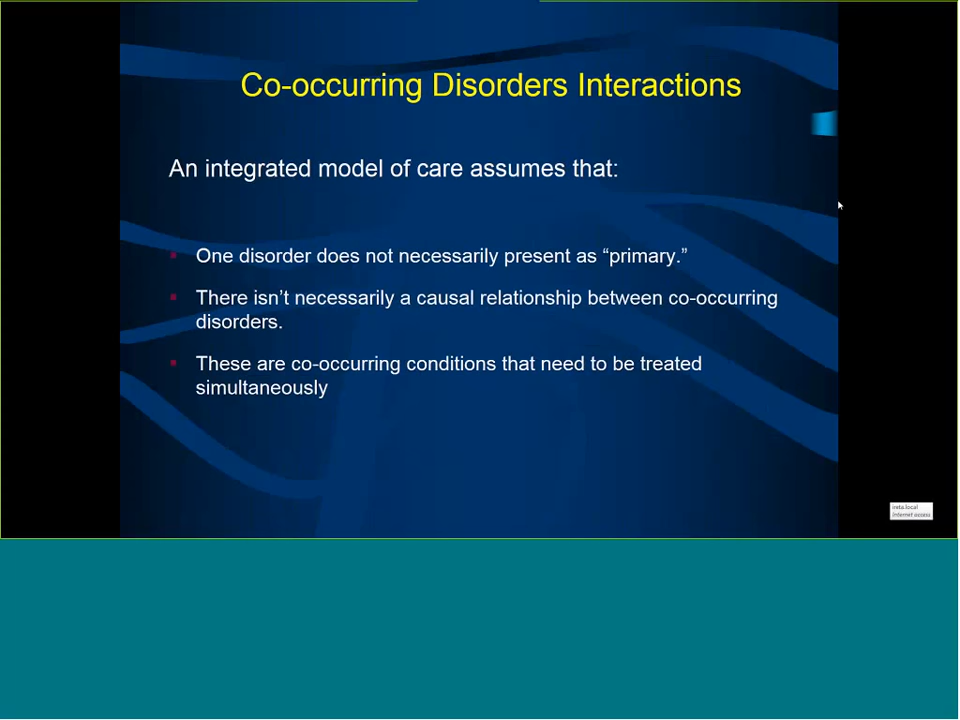 Co-occurring Disorders Interactions
An integrated model of care assumes that:
One disorder does not necessarily present as “primary.”
There isn’t necessarily a causal relationship between co-occurring
disorders.
These are co-occurring conditions that need to be treated
simultaneously
Internet access